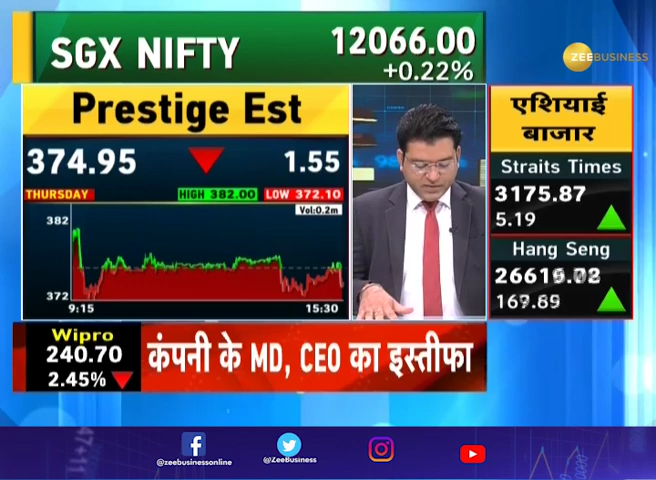 SGX NIFTY
12066.00
+0.22%
ZEEBUSINESS
Prestige Est
374.95
1.55
THURSDAY
HIGH 382.00
LOW 372.10
Vol:0.2m
382
372
9:15
15:30
एशियाई
बाजार
Straits Times
3175.87
5.19
Hang Seng
169.89
Wipro
240.70
2.45%
कंपनी के MD, CEO का इस्तीफा
@zeebusinessonline
@ZeeBusiness